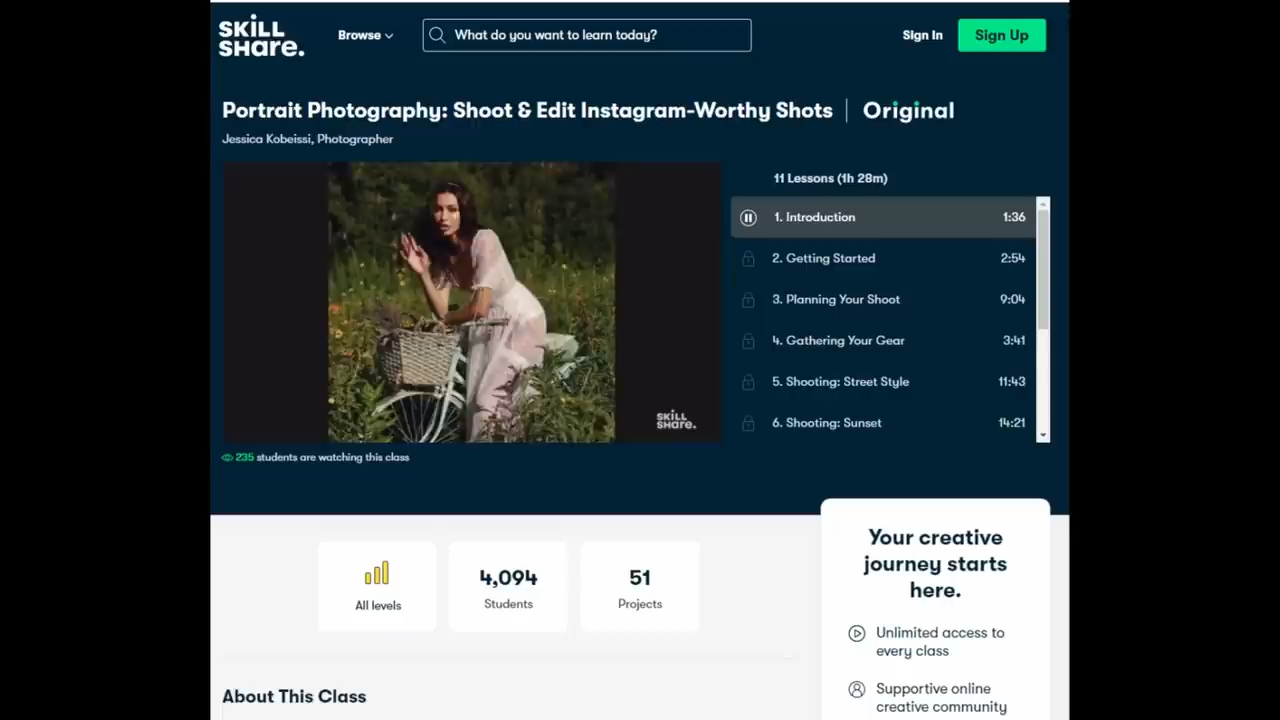 SKILL
SHare.
Browse
What do you want to learn today?
Sign In
Sign Up
Portrait Photography: Shoot & Edit Instagram-Worthy Shots | Original
Jessica Kobeissi, Photographer
11 Lessons (1h 28m)
1. Introduction 1:36
2. Getting Started 2:54
3. Planning Your Shoot 9:04
4. Gathering Your Gear 3:41
5. Shooting: Street Style 11:43
6. Shooting: Sunset 14:21
SKILL
SHare.
235 students are watching this class
All levels
4,094
Students
51
Projects
Your creative
journey starts
here.
Unlimited access to
every class
Supportive online
creative community
About This Class